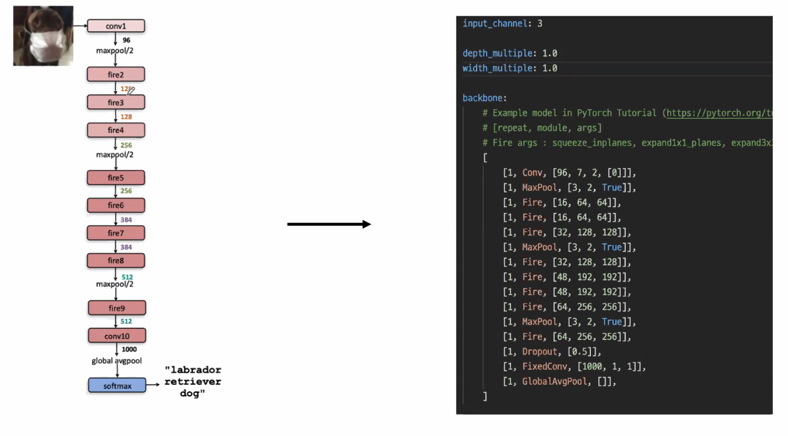 conv1
96
maxpool/2
fire2
128
fire3
128
fire4
256
maxpool/2
fire5
256
fire6
384
fire7
384
fire8
512
maxpool/2
fire9
512
conv10
1000
global avgpool
softmax
"labrador
retriever
dog"
input_channel: 3
depth_multiple: 1.0
width_multiple: 1.0
backbone:
# Example model in PyTorch Tutorial (https://pytorch.org/tu
# [repeat, module, args]
# Fire args : squeeze_inplanes, expand1x1_planes, expand3x
[
[1, Conv, [96, 7, 2, [0]]],
[1, MaxPool, [3, 2, True]],
[1, Fire, [16, 64, 64]],
[1, Fire, [16, 64, 64]],
[1, Fire, [32, 128, 128]],
[1, MaxPool, [3, 2, True]],
[1, Fire, [32, 128, 128]],
[1, Fire, [48, 192, 192]],
[1, Fire, [48, 192, 192]],
[1, Fire, [64, 256, 256]],
[1, MaxPool, [3, 2, True]],
[1, Fire, [64, 256, 256]],
[1, Dropout, [0.5]],
[1, FixedConv, [1000, 1, 1]],
[1, GlobalAvgPool, []],
]